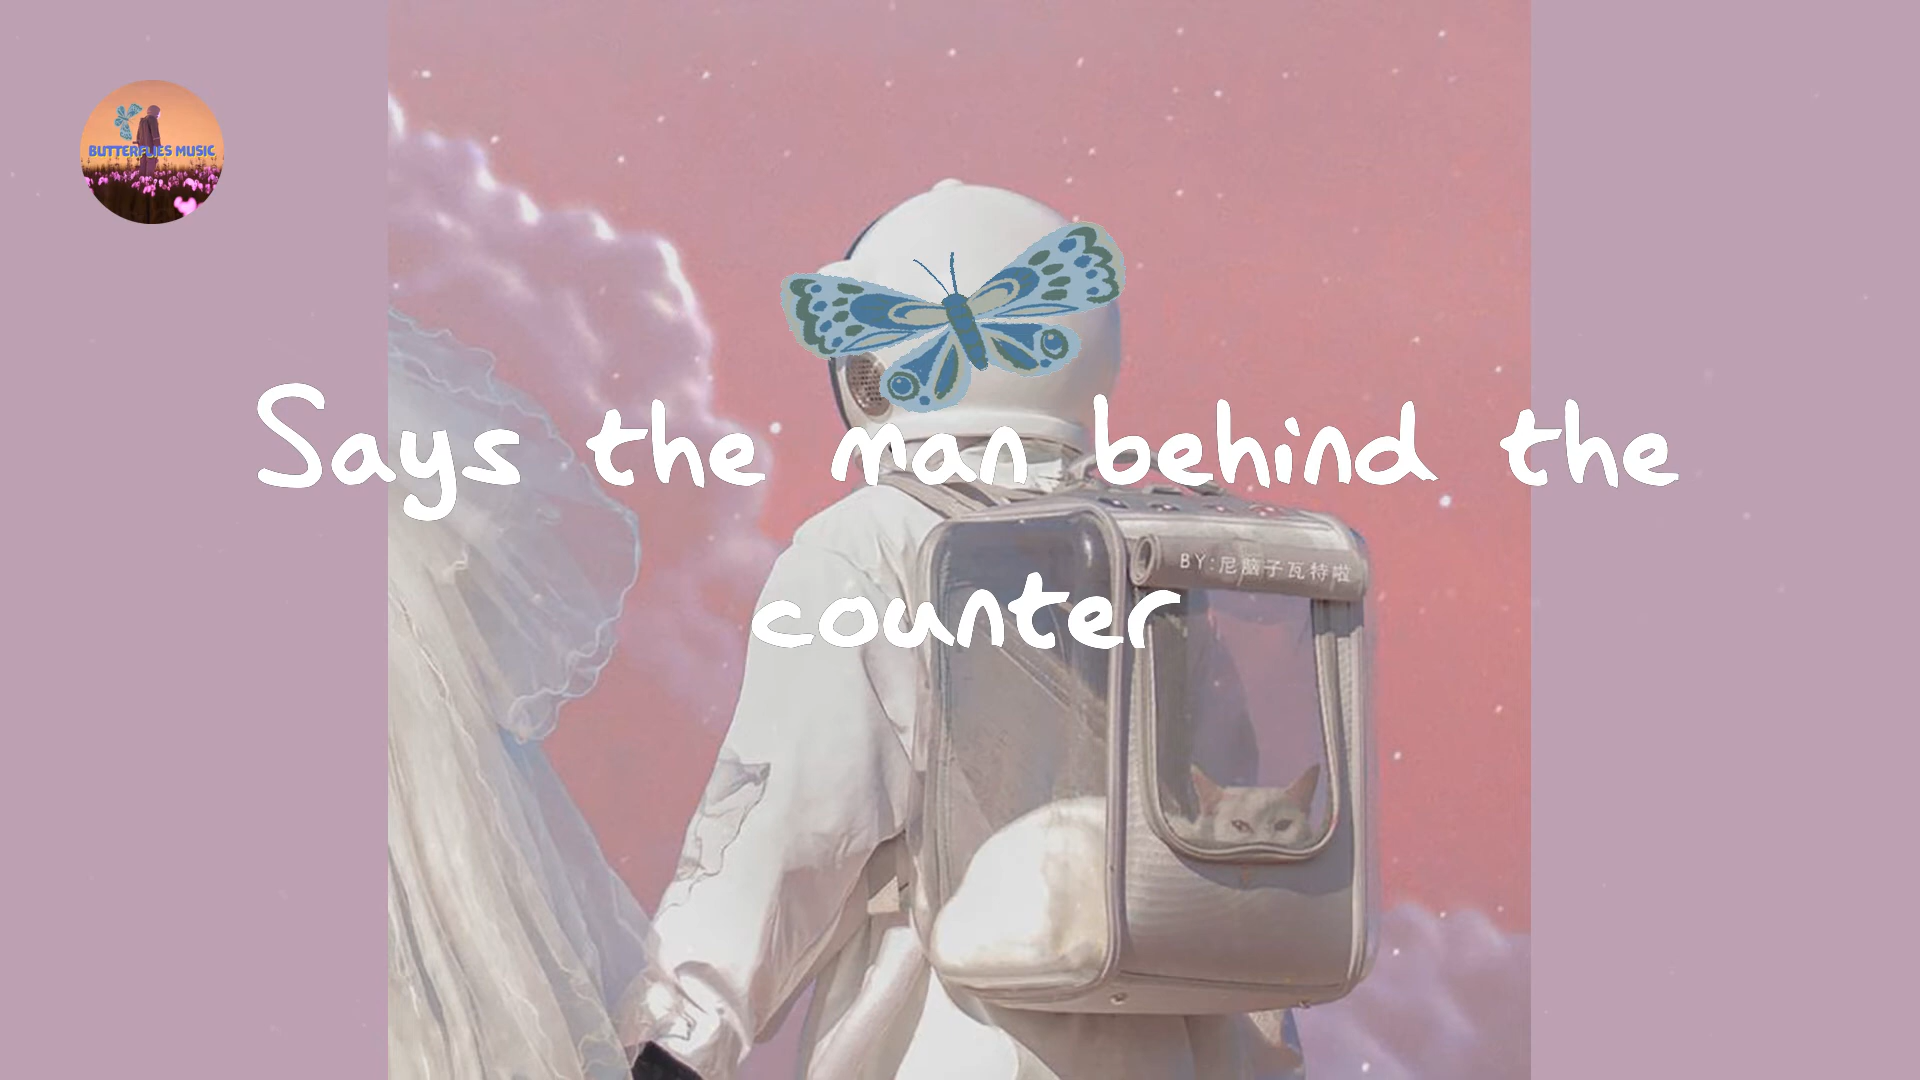 BUTTERFLIES MUSIC
Says the man behind the
counter
BY:尼脑子瓦特啦